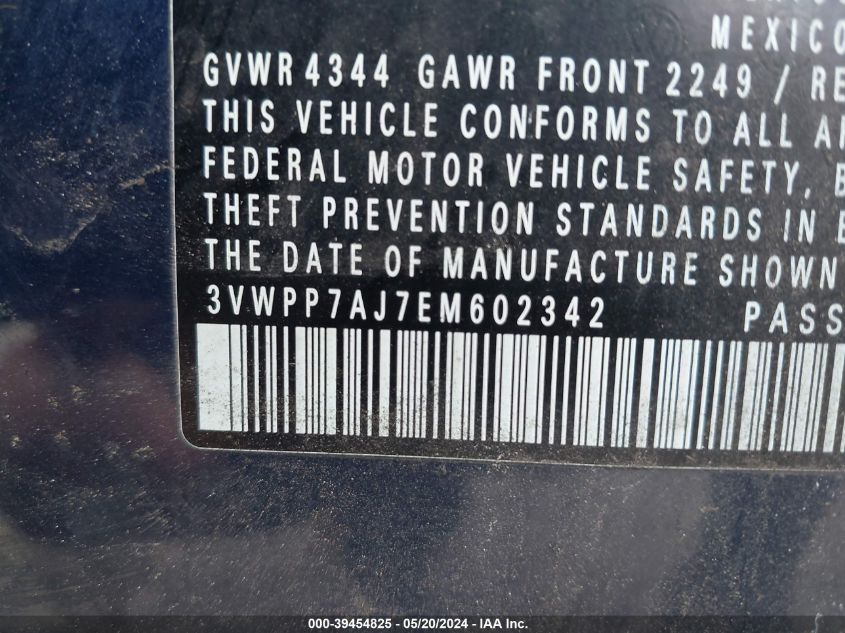 MEXICO
GVWR 4344 GAWR FRONT 2249 / RE
THIS VEHICLE CONFORMS TO ALL A
FEDERAL MOTOR VEHICLE SAFETY, B
THEFT PREVENTION STANDARDS IN E
THE DATE OF MANUFACTURE SHOWN
3VWPP7AJ7EM602342 PASS
000-39454825 - 05/20/2024 - IAA Inc.